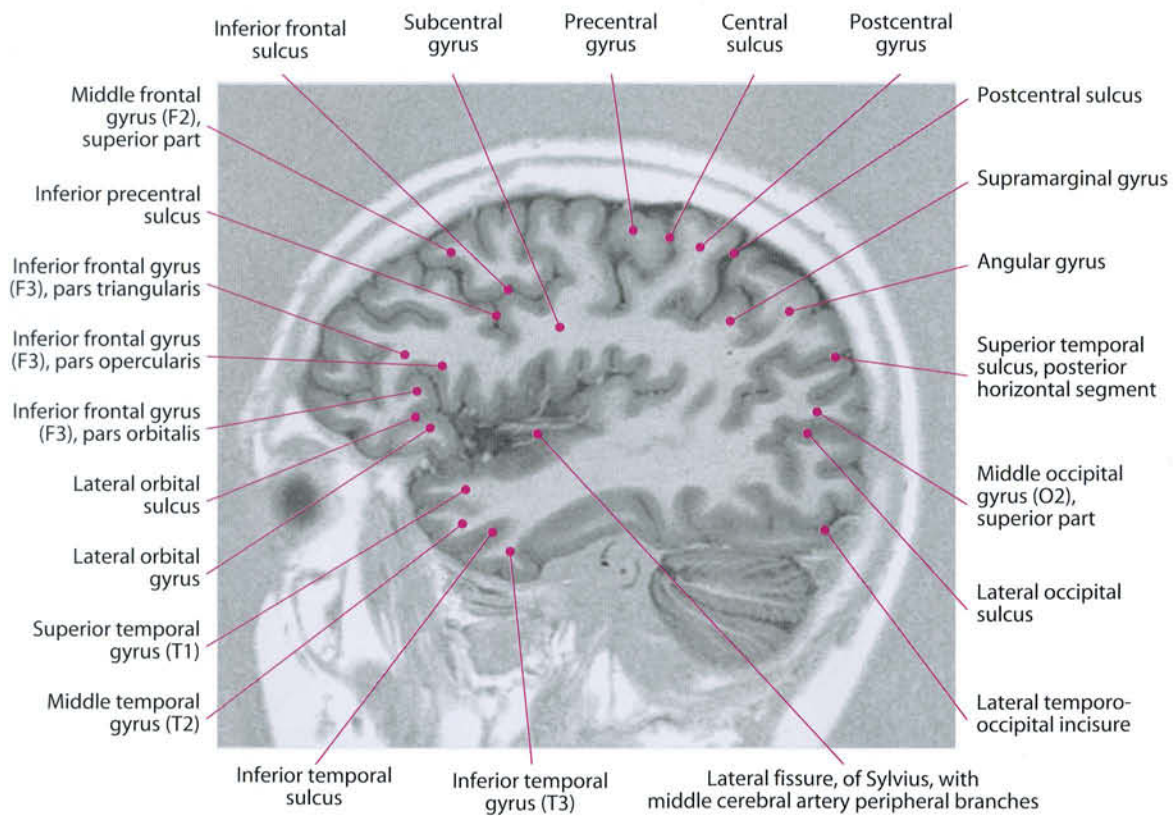 Inferior frontal
sulcus
Subcentral
gyrus
Precentral
gyrus
Central
sulcus
Postcentral
gyrus
Middle frontal
gyrus (F2),
superior part
Inferior precentral
sulcus
Inferior frontal gyrus
(F3), pars triangularis
Inferior frontal gyrus
(F3), pars opercularis
Inferior frontal gyrus
(F3), pars orbitalis
Lateral orbital
sulcus
Lateral orbital
gyrus
Superior temporal
gyrus (T1)
Middle temporal
gyrus (T2)
Postcentral sulcus
Supramarginal gyrus
Angular gyrus
Superior temporal
sulcus, posterior
horizontal segment
Middle occipital
gyrus (O2),
superior part
Lateral occipital
sulcus
Lateral temporo-
occipital incisure
Inferior temporal
sulcus
Inferior temporal
gyrus (T3)
Lateral fissure, of Sylvius, with
middle cerebral artery peripheral branches